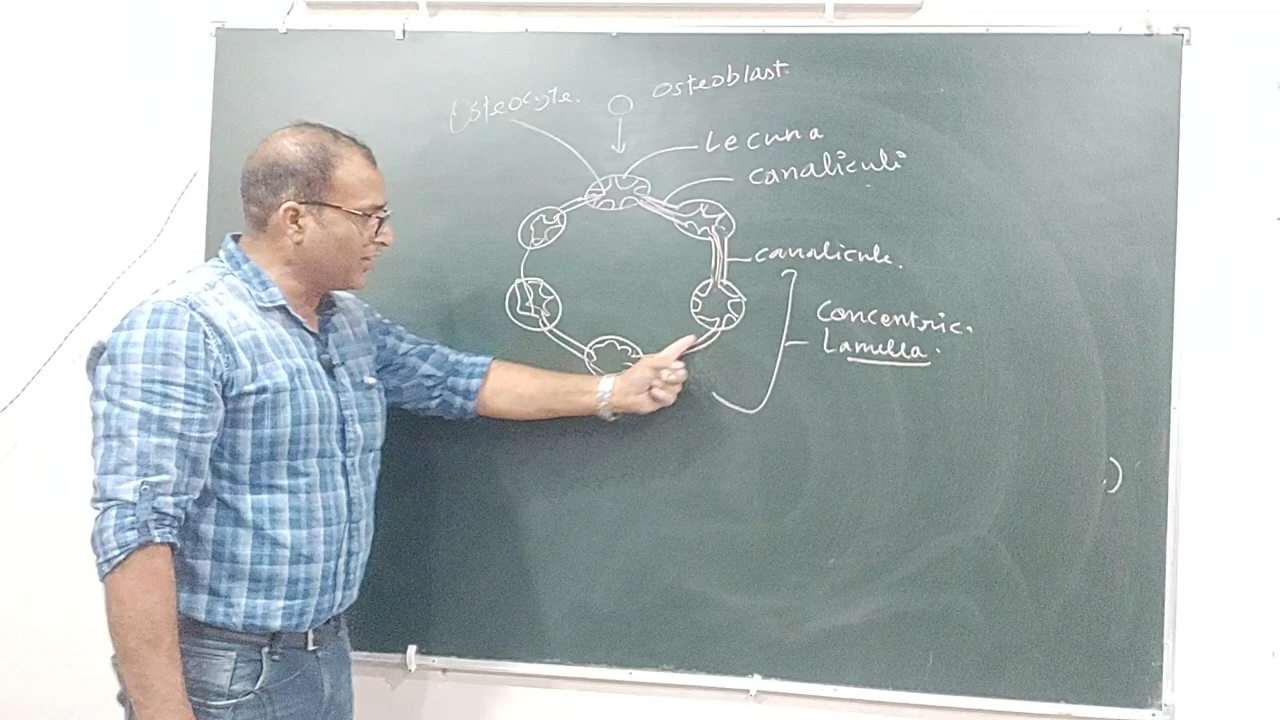 Osteoblast
Osteocyte.
Lecuna
canaliculi
canalicule.
Concentric.
Lamella.
)